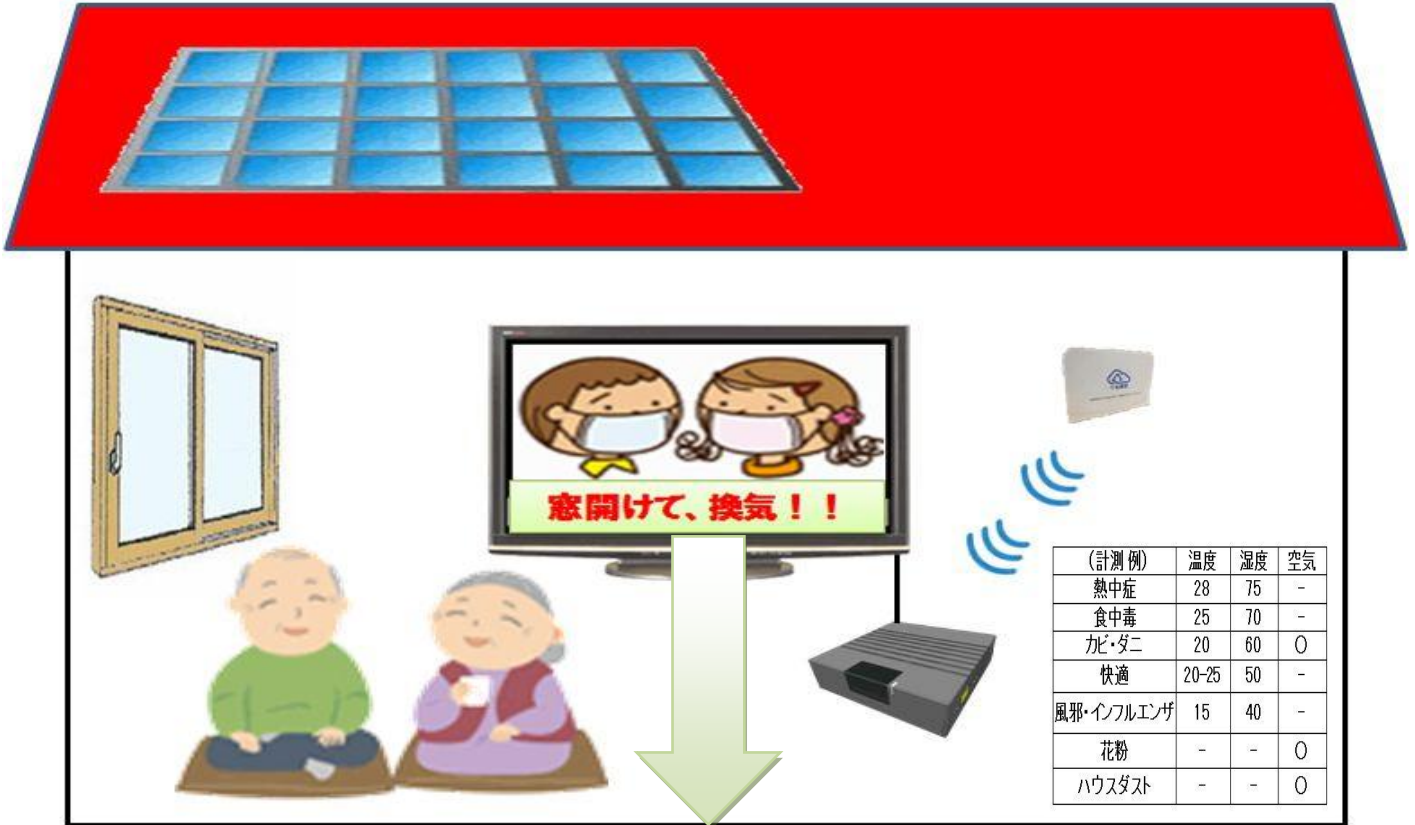 窓開けて、換気！！
(計測例) 温度 湿度 空気
熱中症 28 75 -
食中毒 25 70 -
カビ・ダニ 20 60 〇
快適 20-25 50 -
風邪・インフルエンザ 15 40 -
花粉 - - 〇
ハウスダスト - - 〇